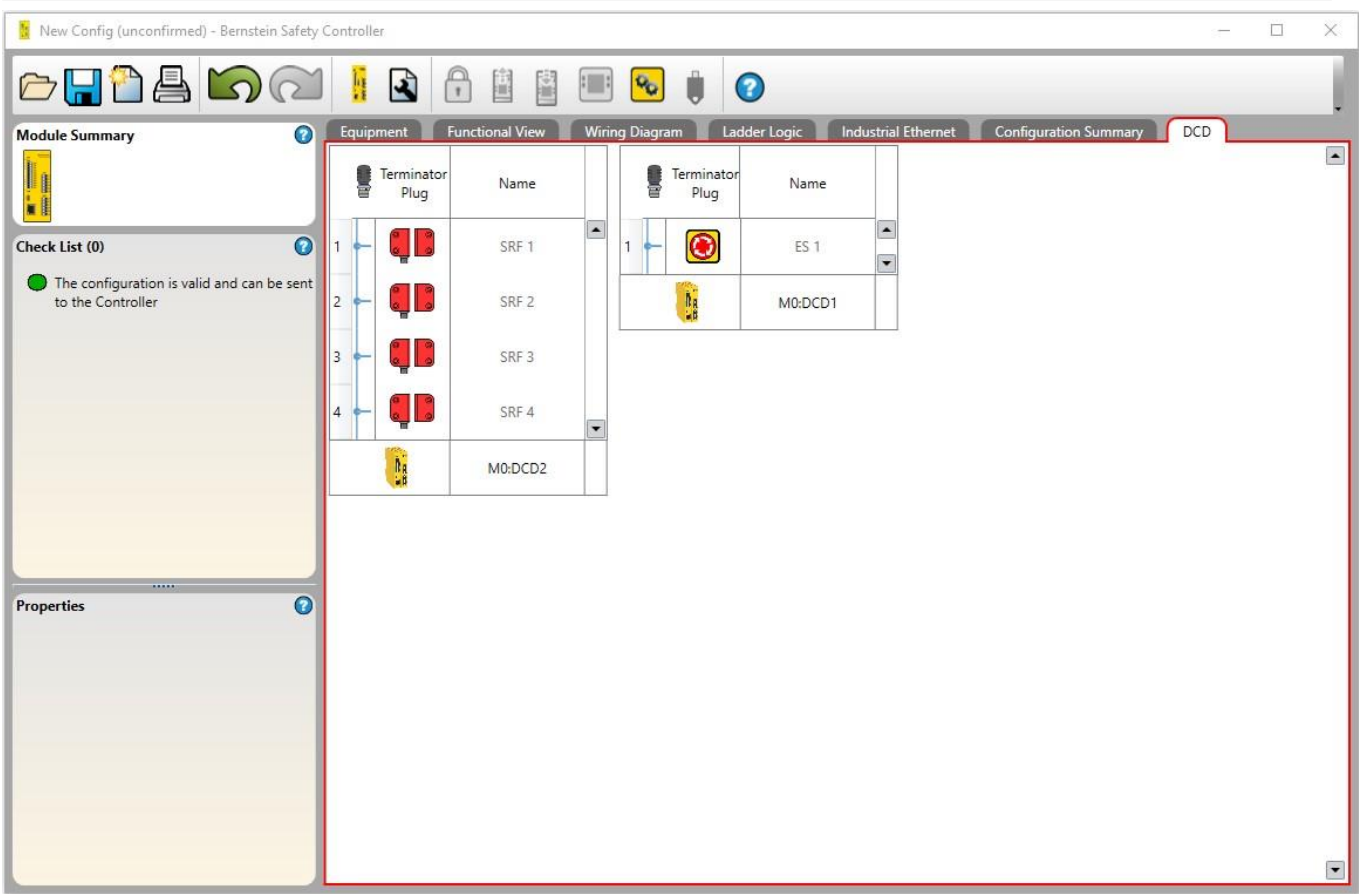 New Config (unconfirmed) - Bernstein Safety Controller
Module Summary
Equipment
Functional View
Wiring Diagram
Ladder Logic
Industrial Ethernet
Configuration Summary
DCD
Check List (0)
The configuration is valid and can be sent
to the Controller
Properties
Terminator
Plug
Name
1
SRF 1
2
SRF 2
3
SRF 3
4
SRF 4
M0:DCD2
Terminator
Plug
Name
1
ES 1
M0:DCD1